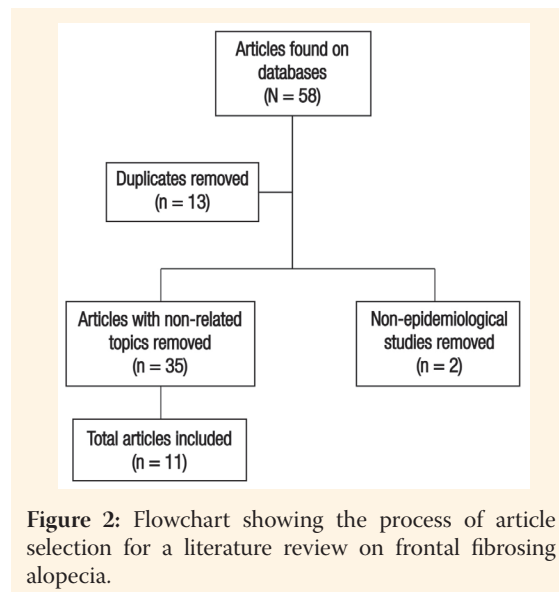 Articles found on
databases
(N = 58)
Duplicates removed
(n = 13)
Articles with non-related
topics removed
(n = 35)
Non-epidemiological
studies removed
(n = 2)
Total articles included
(n = 11)
Figure 2: Flowchart showing the process of article
selection for a literature review on frontal fibrosing
alopecia.